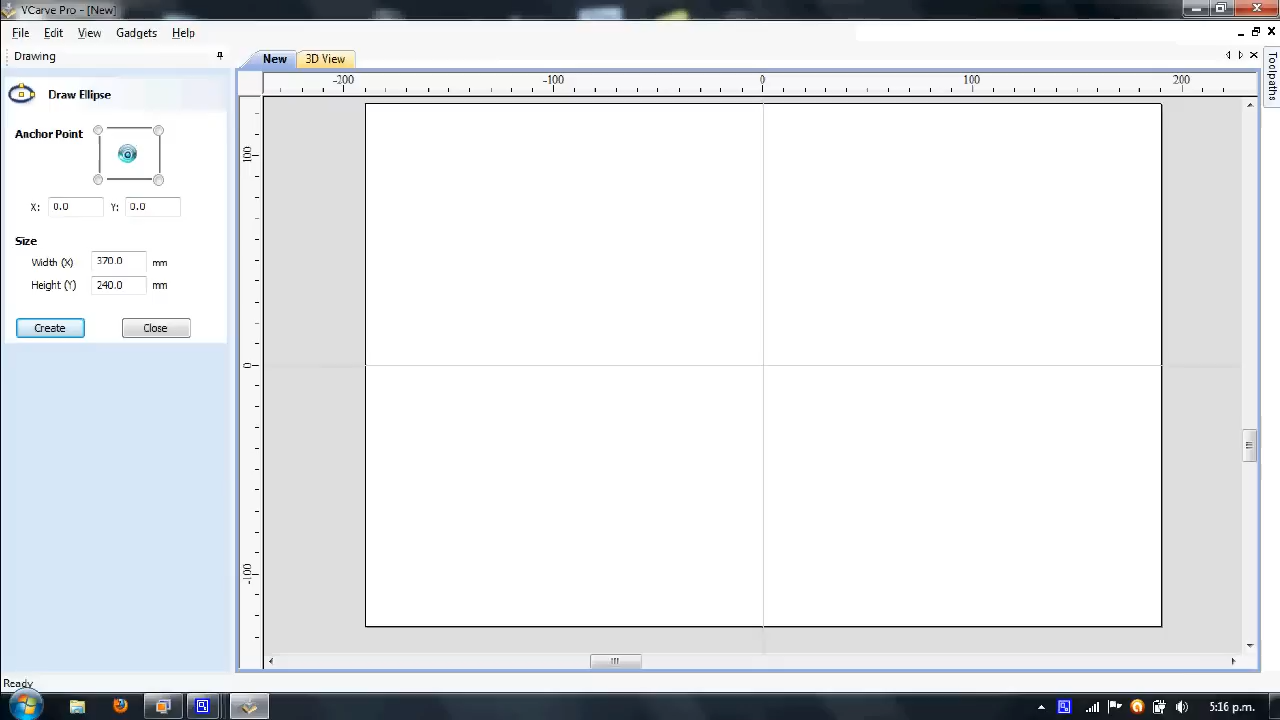 VCarve Pro - [New]
File Edit View Gadgets Help
Drawing
New 3D View
Toolpaths
-200 -100 0 100 200
Draw Ellipse
Anchor Point
100
X: 0.0 Y: 0.0
Size
Width (X) 370.0 mm
Height (Y) 240.0 mm
Create Close
0
-100
Ready
5:16 p.m.